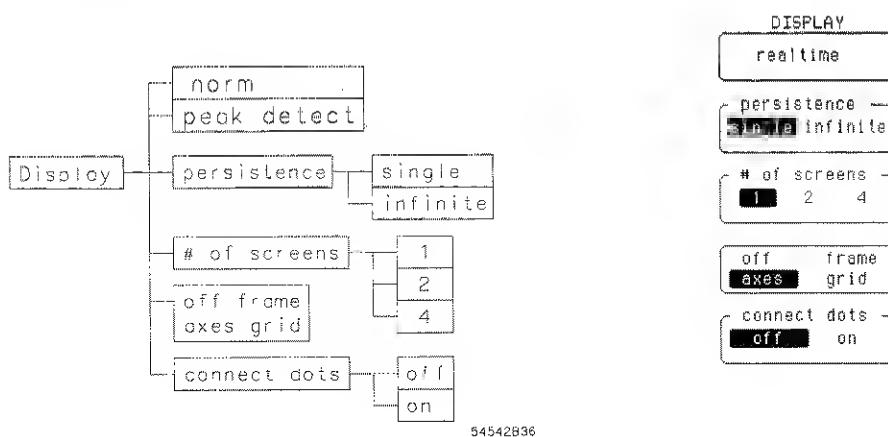 norm
peak detect
Display
persistence
single
infinite
# of screens
1
2
4
off frame
axes grid
connect dots
off
on
54542B36
DISPLAY
realtime
persistence
single infinite
# of screens
1 2 4
off frame
axes grid
connect dots
off on